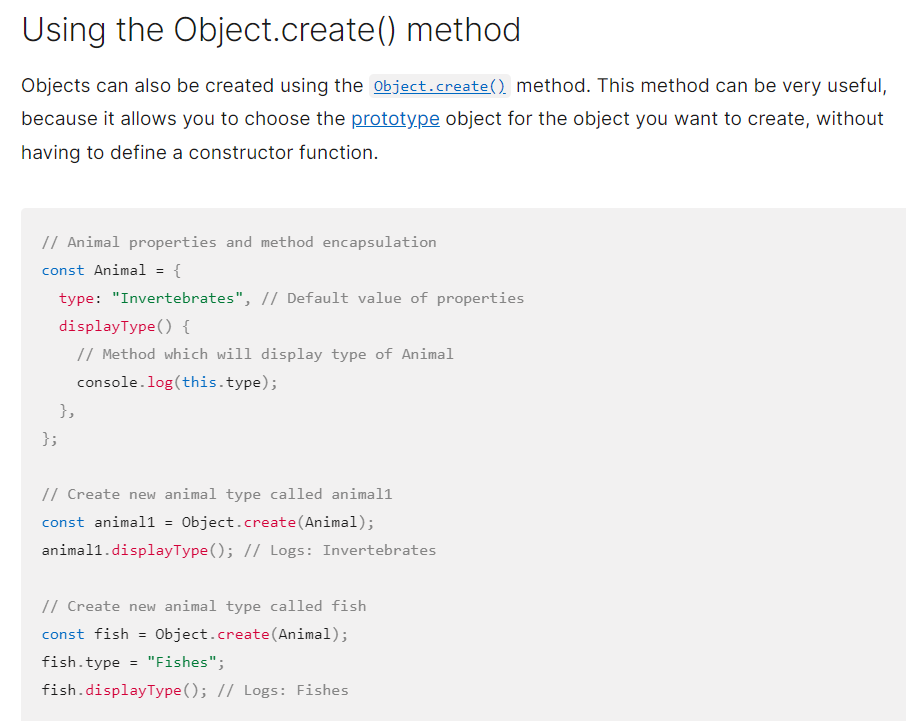 Using the Object.create() method
Objects can also be created using the Object.create() method. This method can be very useful,
because it allows you to choose the prototype object for the object you want to create, without
having to define a constructor function.
// Animal properties and method encapsulation
const Animal = {
  type: "Invertebrates", // Default value of properties
  displayType() {
    // Method which will display type of Animal
    console.log(this.type);
  },
};
// Create new animal type called animal1
const animal1 = Object.create(Animal);
animal1.displayType(); // Logs: Invertebrates
// Create new animal type called fish
const fish = Object.create(Animal);
fish.type = "Fishes";
fish.displayType(); // Logs: Fishes